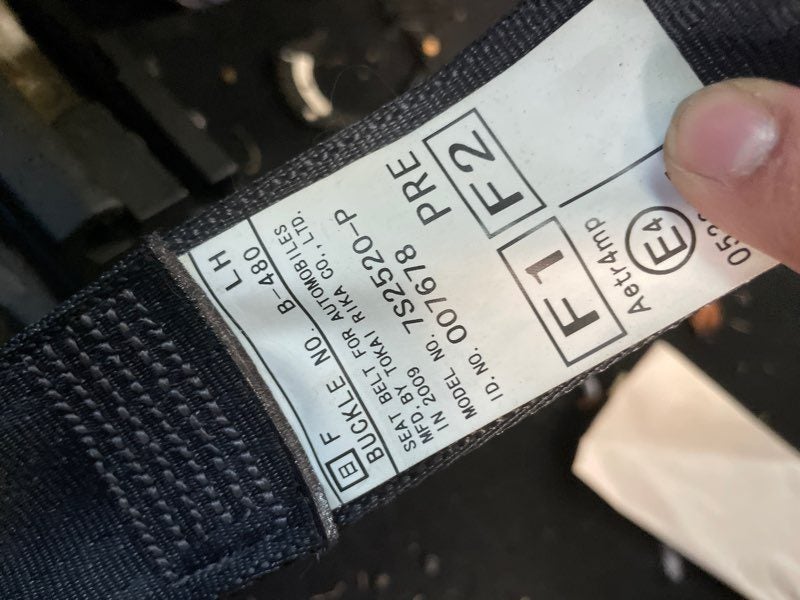 日 F LH
BUCKLE NO. B-480
SEAT BELT FOR AUTOMOBILES
MFD. BY TOKAI RIKA CO., LTD.
IN 2009
MODEL NO. 7S2520-P
ID. NO. 007678 PRE
F1 F2
Aetr4mp
E4